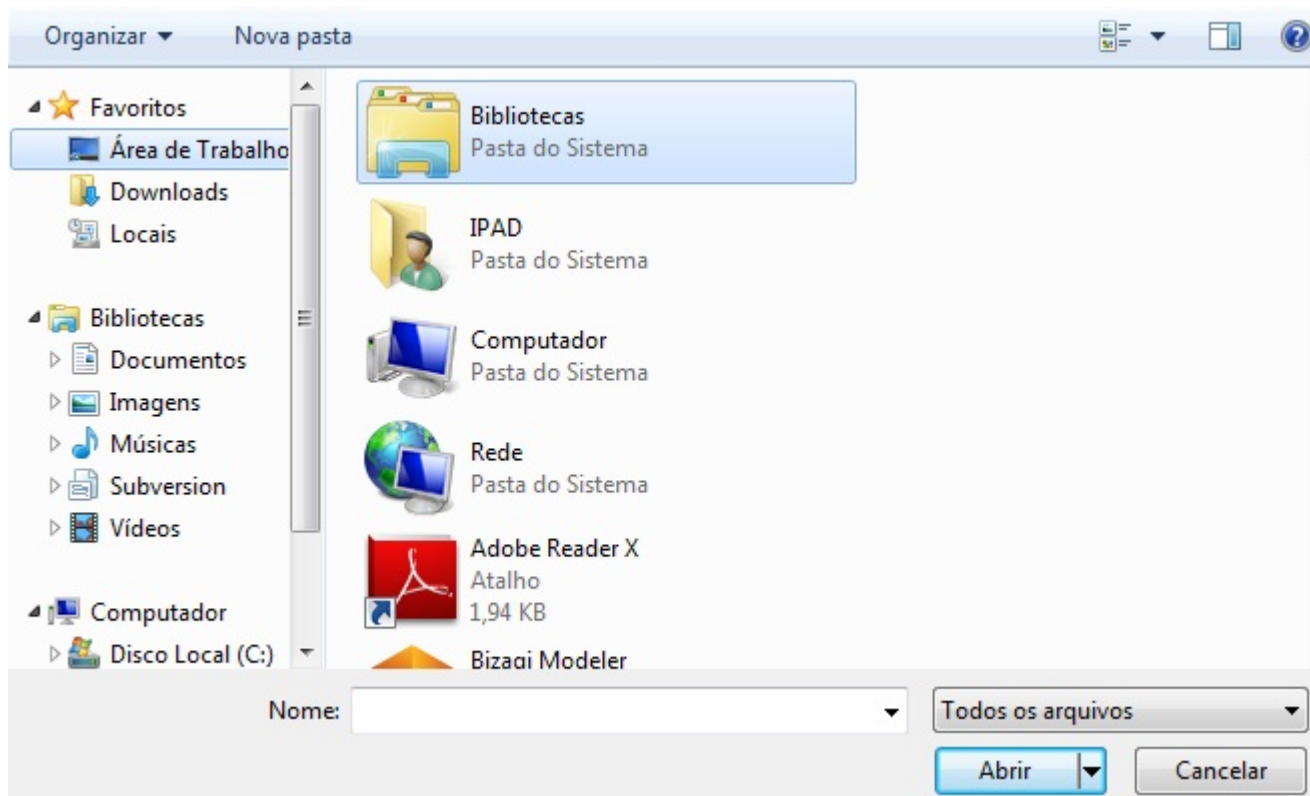 Organizar
Nova pasta
Favoritos
Área de Trabalho
Downloads
Locais
Bibliotecas
Documentos
Imagens
Músicas
Subversion
Vídeos
Computador
Disco Local (C:)
Bibliotecas
Pasta do Sistema
IPAD
Pasta do Sistema
Computador
Pasta do Sistema
Rede
Pasta do Sistema
Adobe Reader X
Atalho
1,94 KB
Bizagi Modeler
Nome:
Todos os arquivos
Abrir
Cancelar